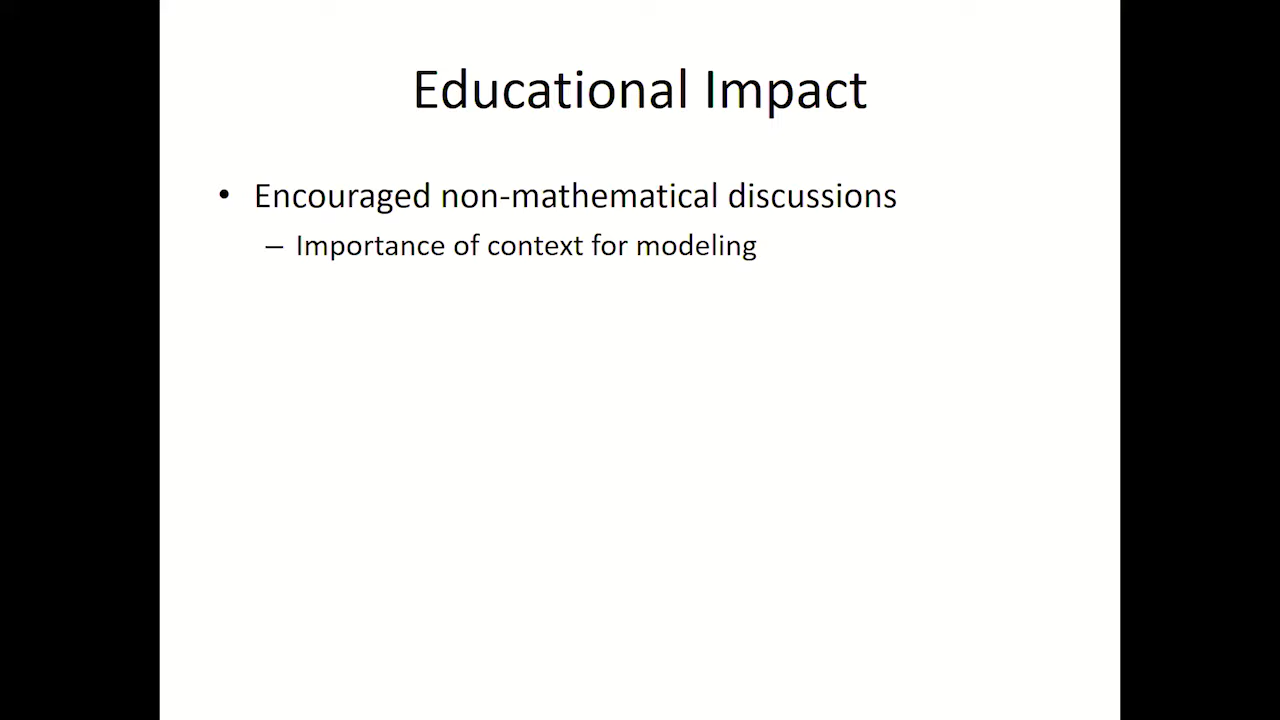 Educational Impact
• Encouraged non-mathematical discussions
– Importance of context for modeling